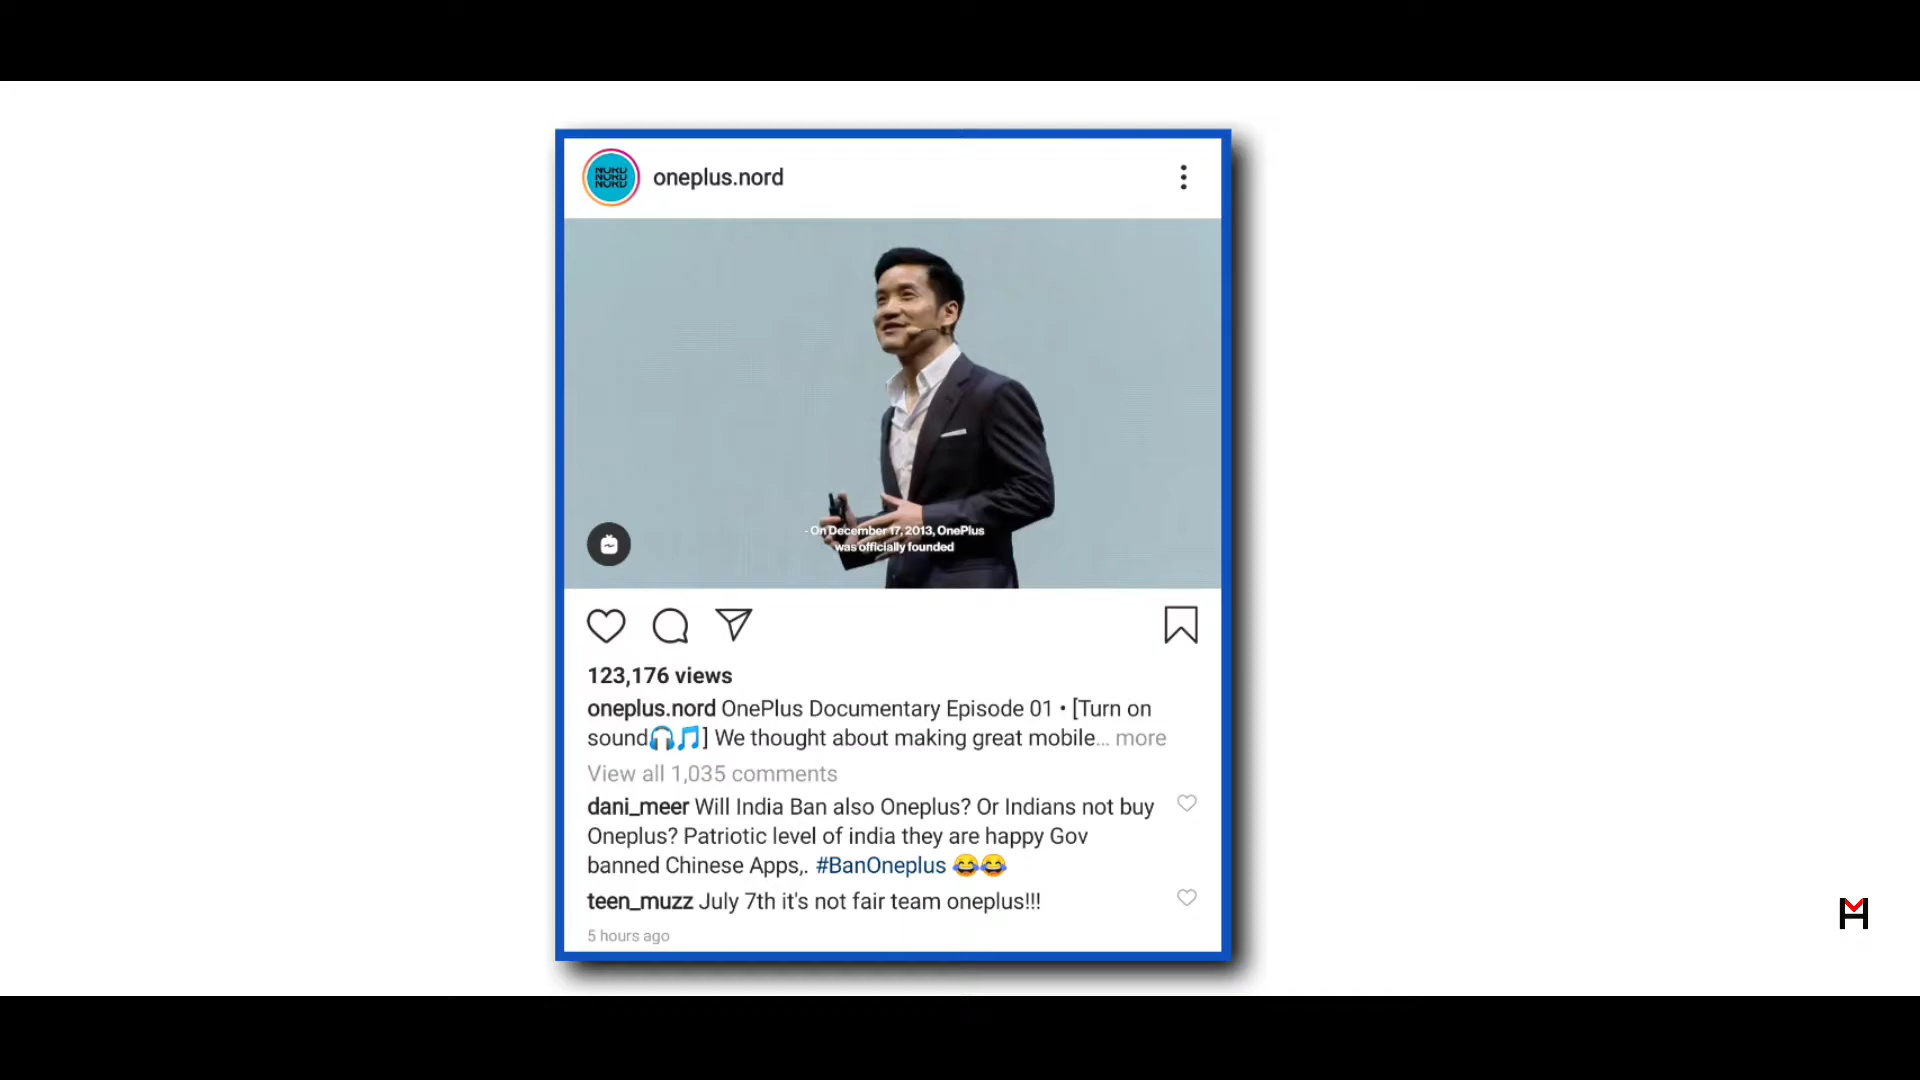 NORD
NORD
NORD
oneplus.nord
- On December 17, 2013, OnePlus
was officially founded
123,176 views
oneplus.nord OnePlus Documentary Episode 01 • [Turn on
sound🎧🎵] We thought about making great mobile... more
View all 1,035 comments
dani_meer Will India Ban also Oneplus? Or Indians not buy
Oneplus? Patriotic level of india they are happy Gov
banned Chinese Apps,. #BanOneplus 😂😂
teen_muzz July 7th it's not fair team oneplus!!!
5 hours ago